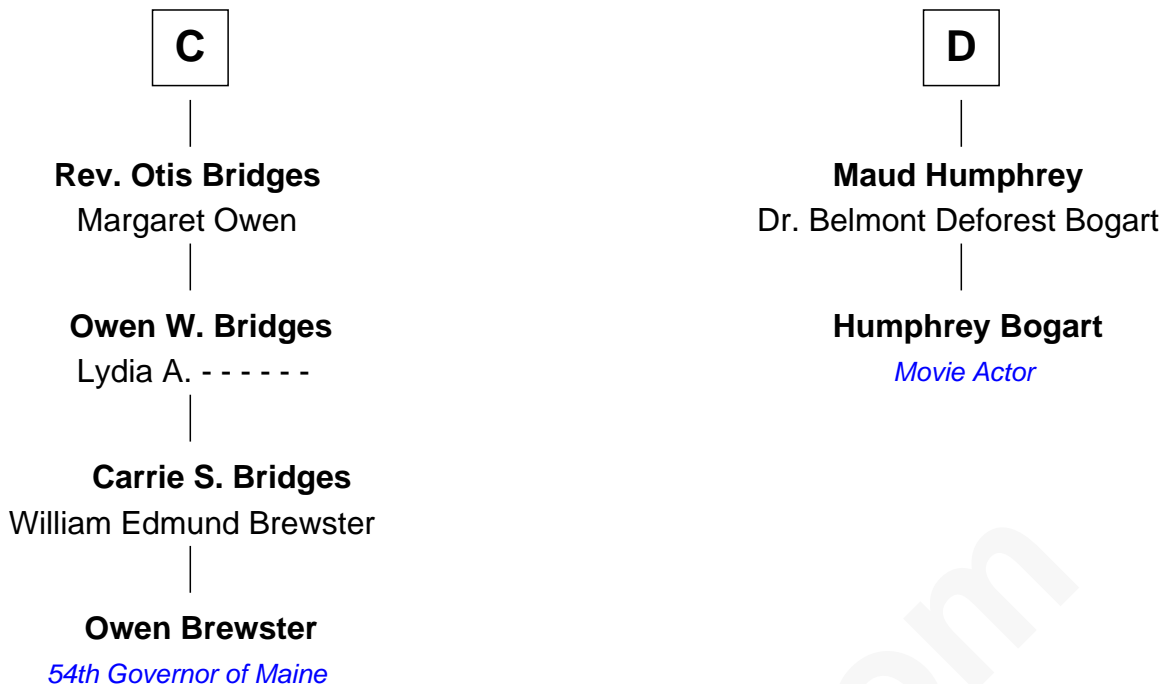 C
Rev. Otis Bridges
Margaret Owen
Owen W. Bridges
Lydia A. - - - - - -
Carrie S. Bridges
William Edmund Brewster
Owen Brewster
54th Governor of Maine
D
Maud Humphrey
Dr. Belmont Deforest Bogart
Humphrey Bogart
Movie Actor
om